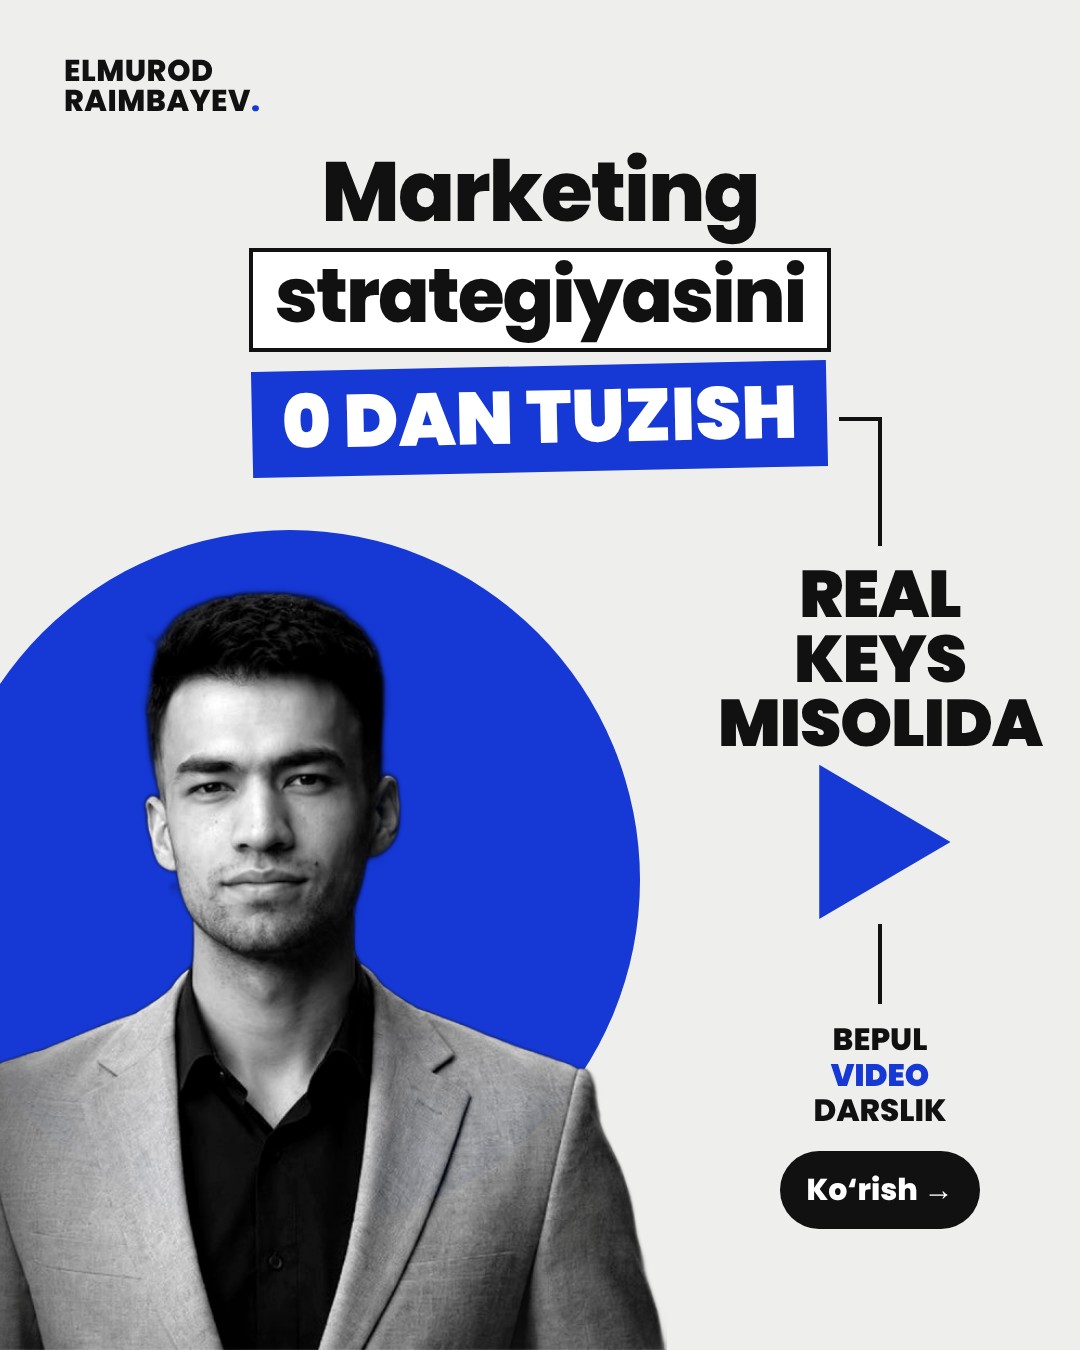 ELMUROD
RAIMBAYEV.
Marketing
strategiyasini
0 DAN TUZISH
REAL
KEYS
MISOLIDA
BEPUL
VIDEO
DARSLIK
Ko‘rish →